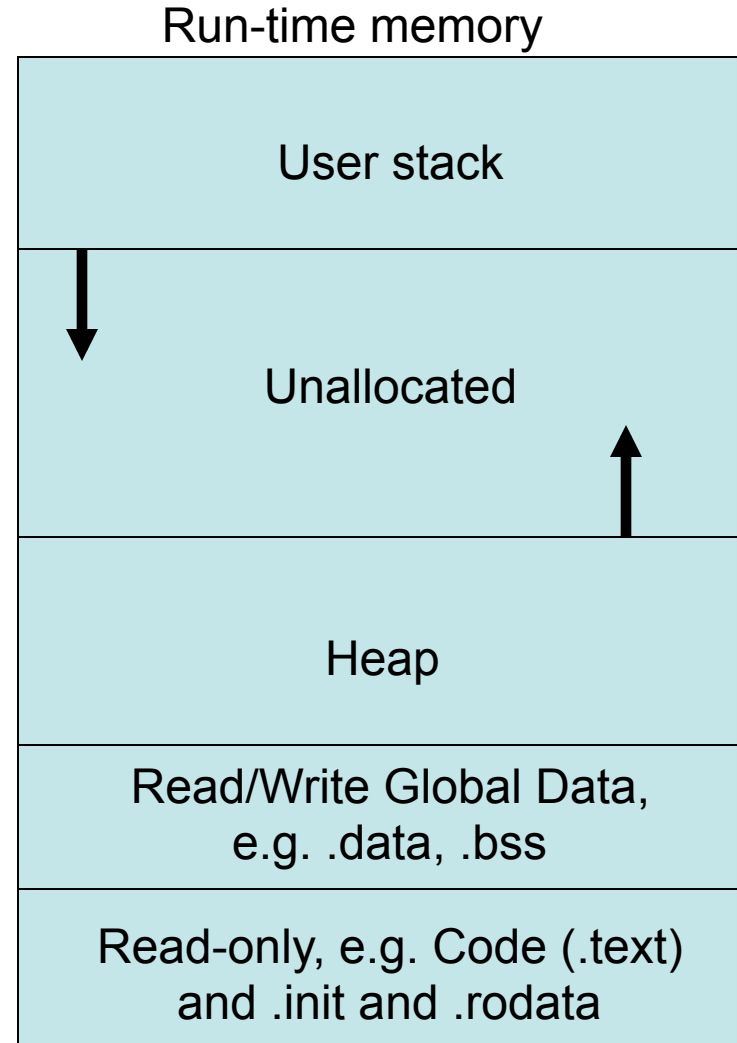 Run-time memory
User stack
Unallocated
Heap
Read/Write Global Data,
e.g. .data, .bss
Read-only, e.g. Code (.text)
and .init and .rodata